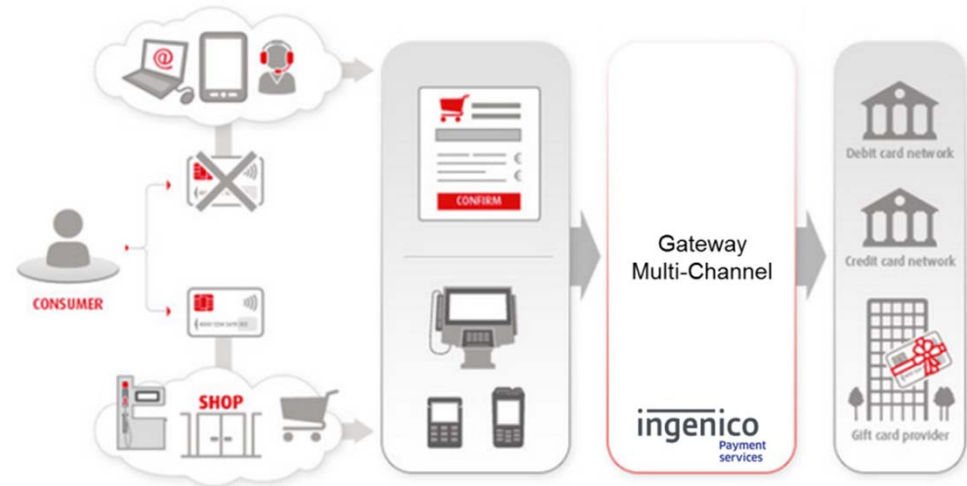 @
CONSUMER
SHOP
CONFIRM
Gateway
Multi-Channel
ingenico
Payment
services
Debit card network
Credit card network
Gift card provider